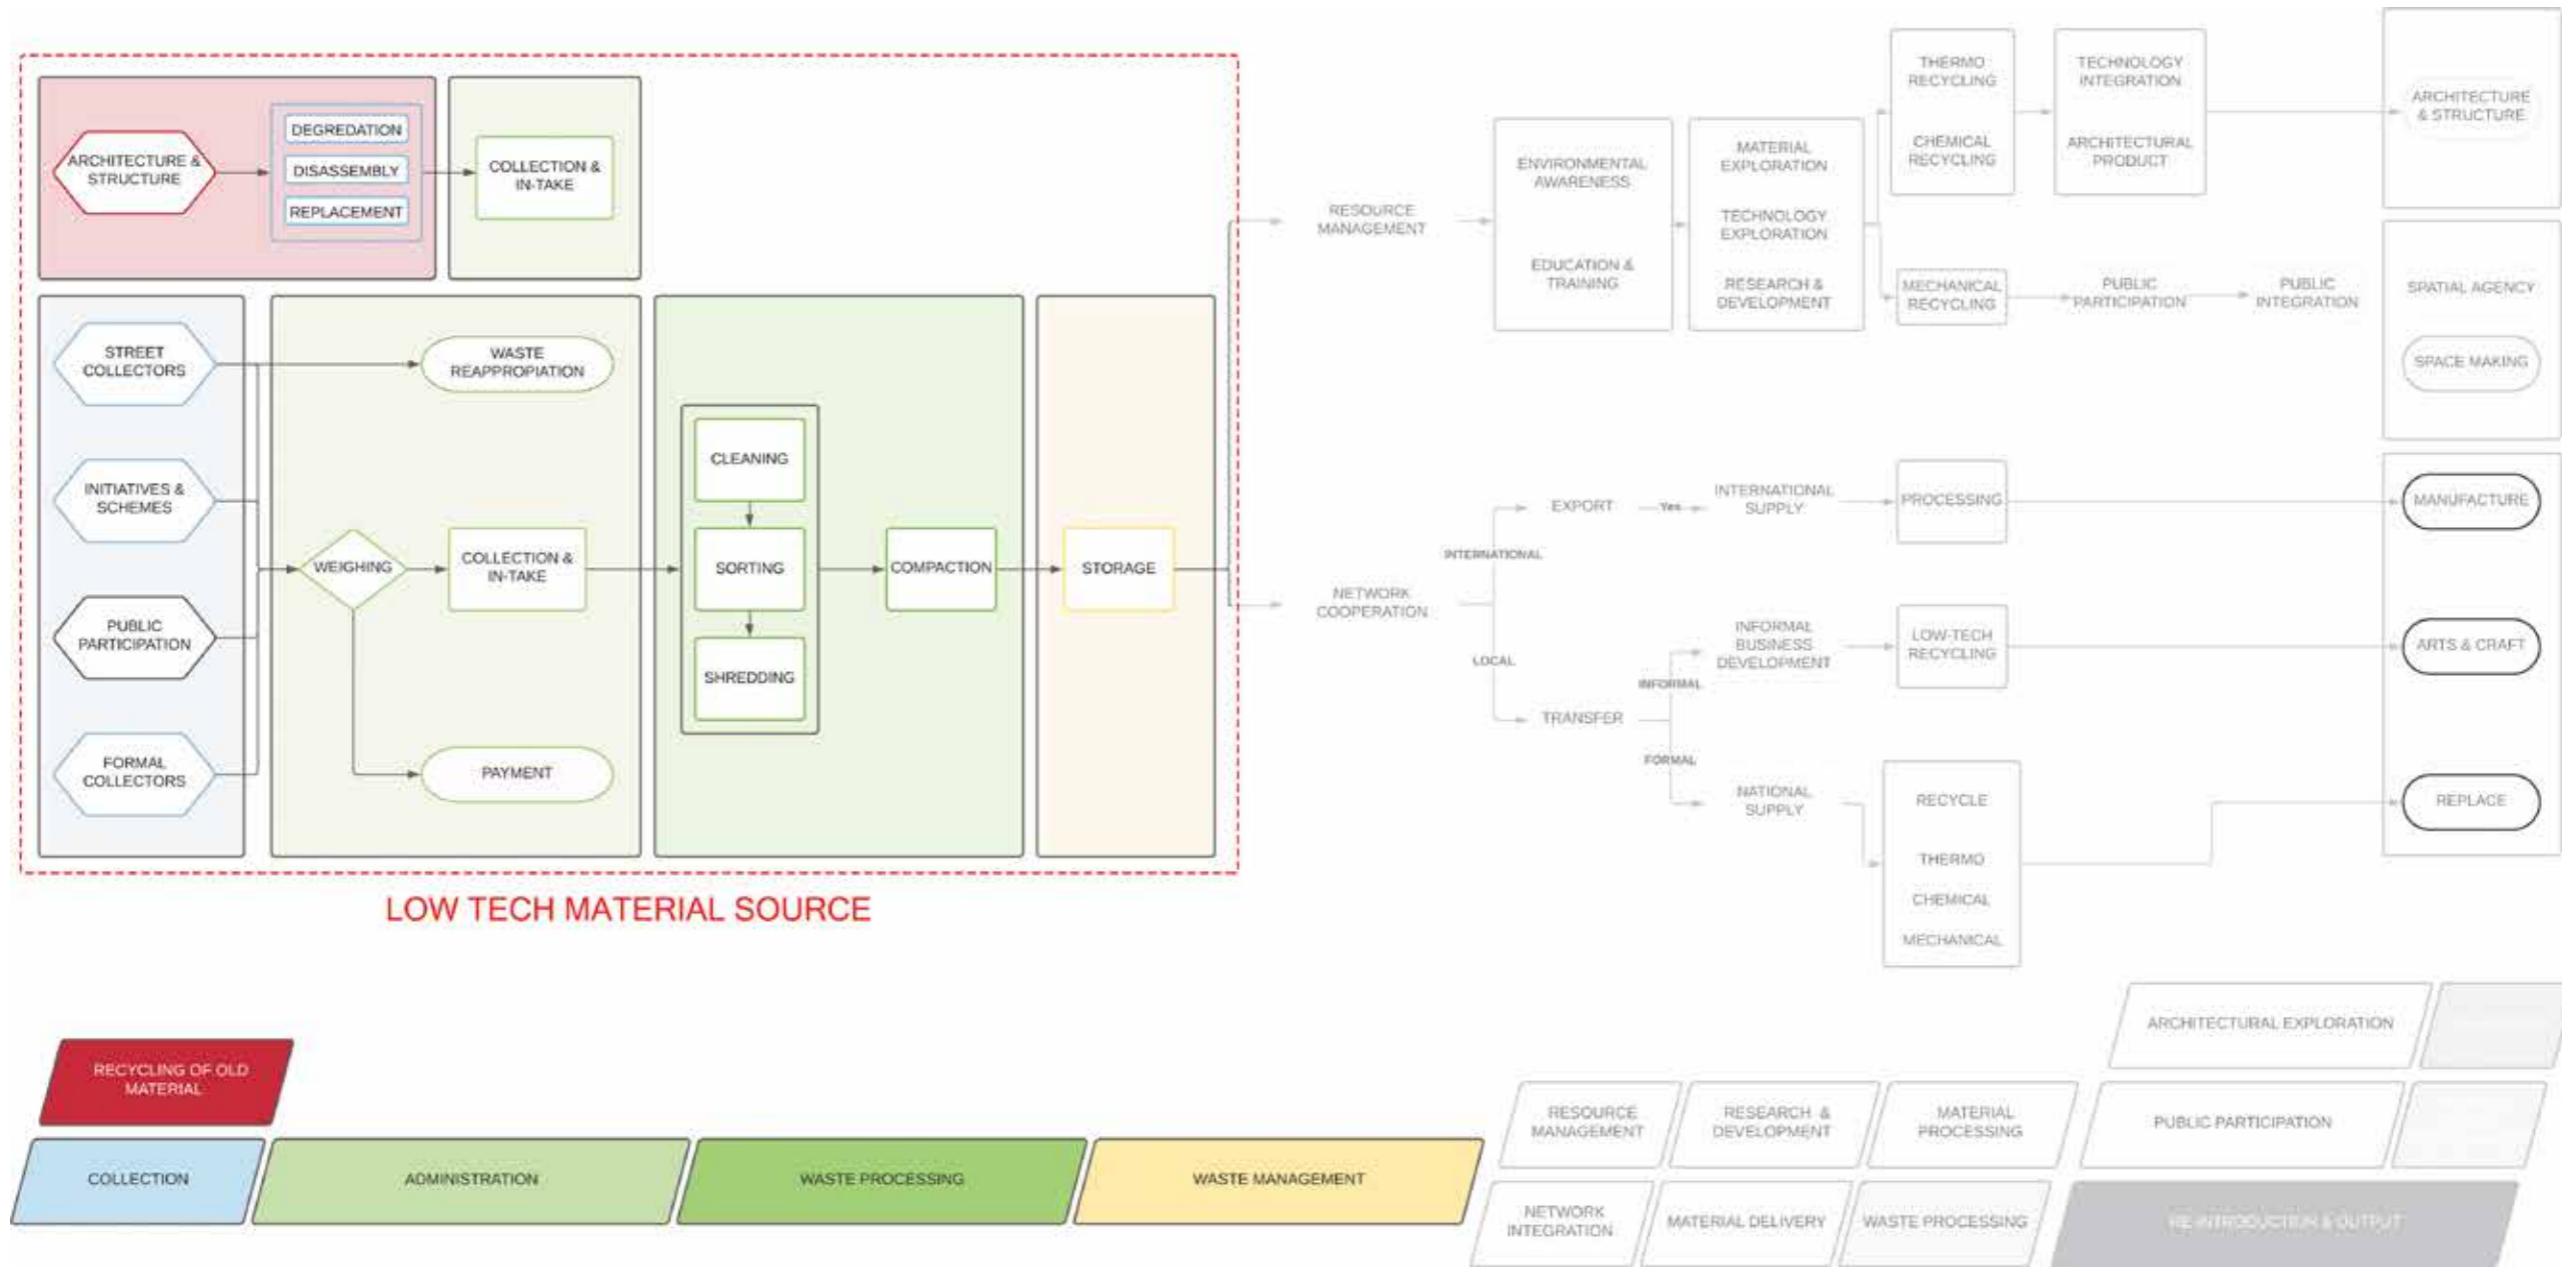 ARCHITECTURE &
STRUCTURE
DEGREDATION
DISASSEMBLY
REPLACEMENT
COLLECTION &
IN-TAKE
STREET
COLLECTORS
INITIATIVES &
SCHEMES
PUBLIC
PARTICIPATION
FORMAL
COLLECTORS
WASTE
REAPPROPIATION
WEIGHING
COLLECTION &
IN-TAKE
PAYMENT
CLEANING
SORTING
SHREDDING
COMPACTION
STORAGE
LOW TECH MATERIAL SOURCE
RESOURCE
MANAGEMENT
ENVIRONMENTAL
AWARENESS
EDUCATION &
TRAINING
MATERIAL
EXPLORATION
TECHNOLOGY
EXPLORATION
RESEARCH &
DEVELOPMENT
THERMO
RECYCLING
CHEMICAL
RECYCLING
TECHNOLOGY
INTEGRATION
ARCHITECTURAL
PRODUCT
ARCHITECTURE
& STRUCTURE
MECHANICAL
RECYCLING
PUBLIC
PARTICIPATION
PUBLIC
INTEGRATION
SPATIAL AGENCY
SPACE MAKING
NETWORK
COOPERATION
INTERNATIONAL
LOCAL
EXPORT
Yes
INTERNATIONAL
SUPPLY
PROCESSING
MANUFACTURE
TRANSFER
INFORMAL
FORMAL
INFORMAL
BUSINESS
DEVELOPMENT
LOW-TECH
RECYCLING
ARTS & CRAFT
NATIONAL
SUPPLY
RECYCLE
THERMO
CHEMICAL
MECHANICAL
REPLACE
RECYCLING OF OLD
MATERIAL
COLLECTION
ADMINISTRATION
WASTE PROCESSING
WASTE MANAGEMENT
ARCHITECTURAL EXPLORATION
RESOURCE
MANAGEMENT
RESEARCH &
DEVELOPMENT
MATERIAL
PROCESSING
PUBLIC PARTICIPATION
NETWORK
INTEGRATION
MATERIAL DELIVERY
WASTE PROCESSING
RE-INTRODUCTION & OUTPUT